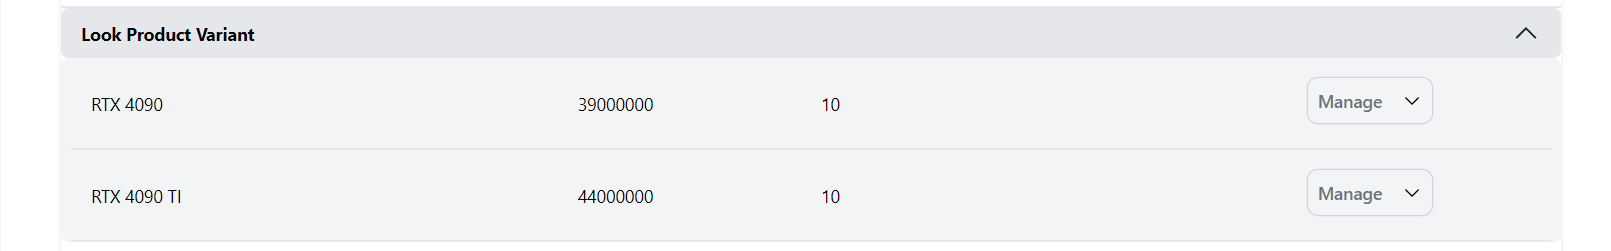 Look Product Variant
RTX 4090 39000000 10 Manage
RTX 4090 TI 44000000 10 Manage